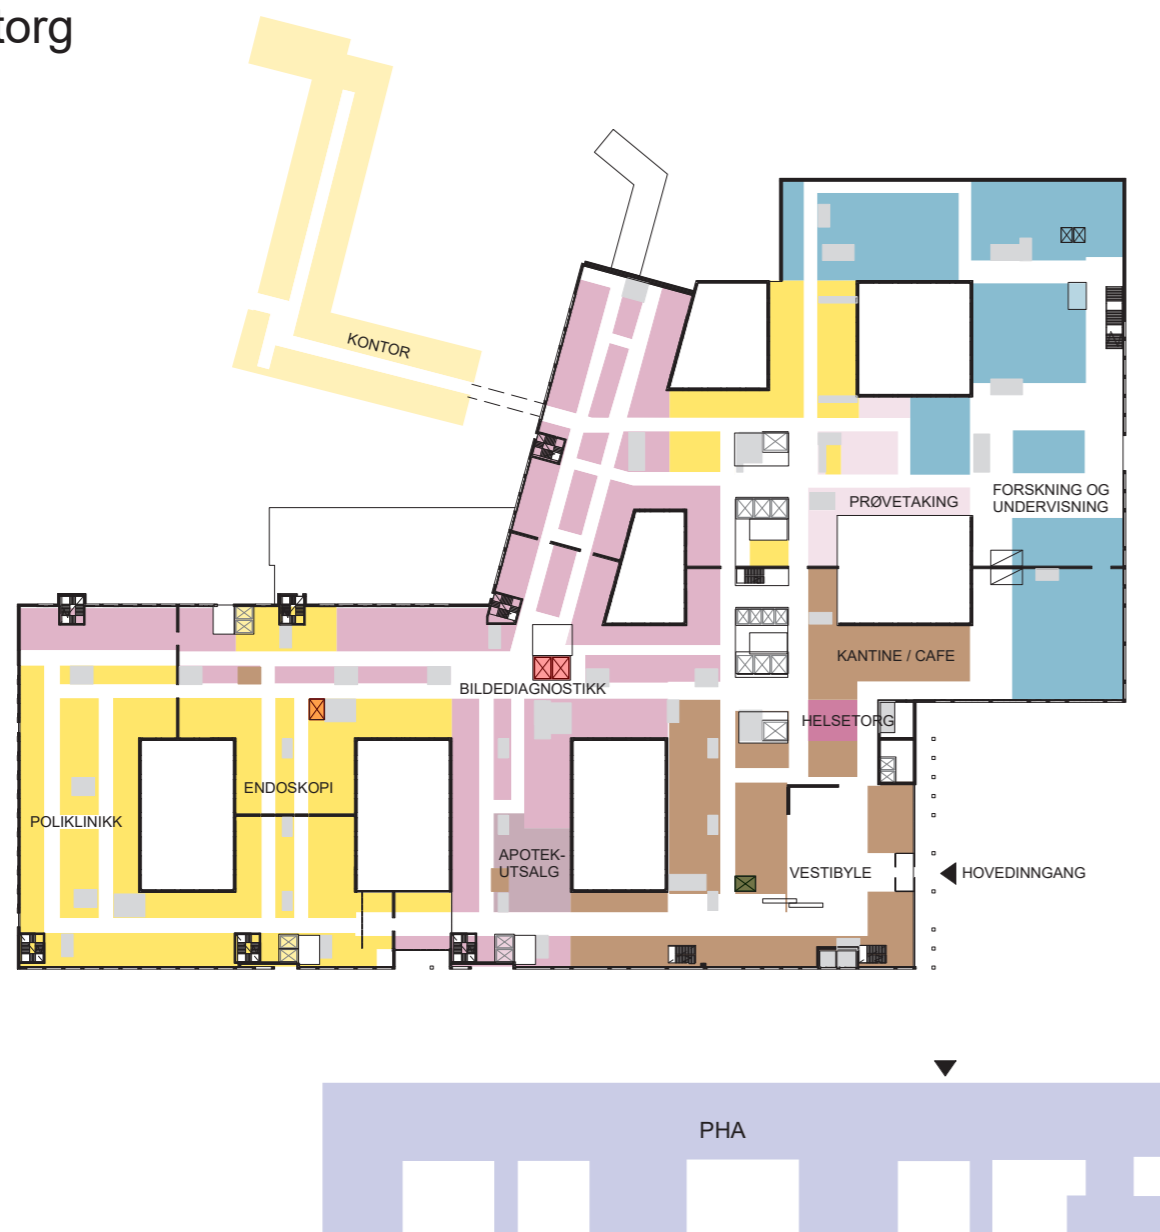 torg
KONTOR
PRØVETAKING
FORSKNING OG
UNDERVISNING
KANTINE / CAFE
BILDEDIAGNOSTIKK
HELSETORG
ENDOSKOPI
POLIKLINIKK
APOTEK-
UTSALG
VESTIBYLE
HOVEDINNGANG
PHA